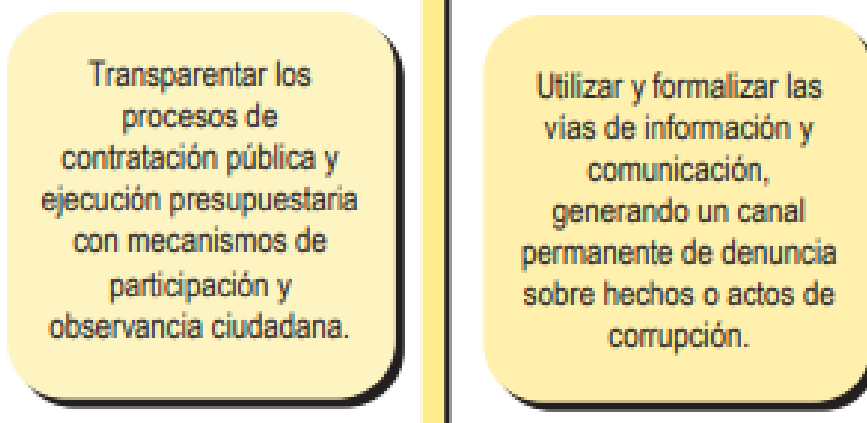 Transparentar los
procesos de
contratación pública y
ejecución presupuestaria
con mecanismos de
participación y
observancia ciudadana.
Utilizar y formalizar las
vías de información y
comunicación,
generando un canal
permanente de denuncia
sobre hechos o actos de
corrupción.